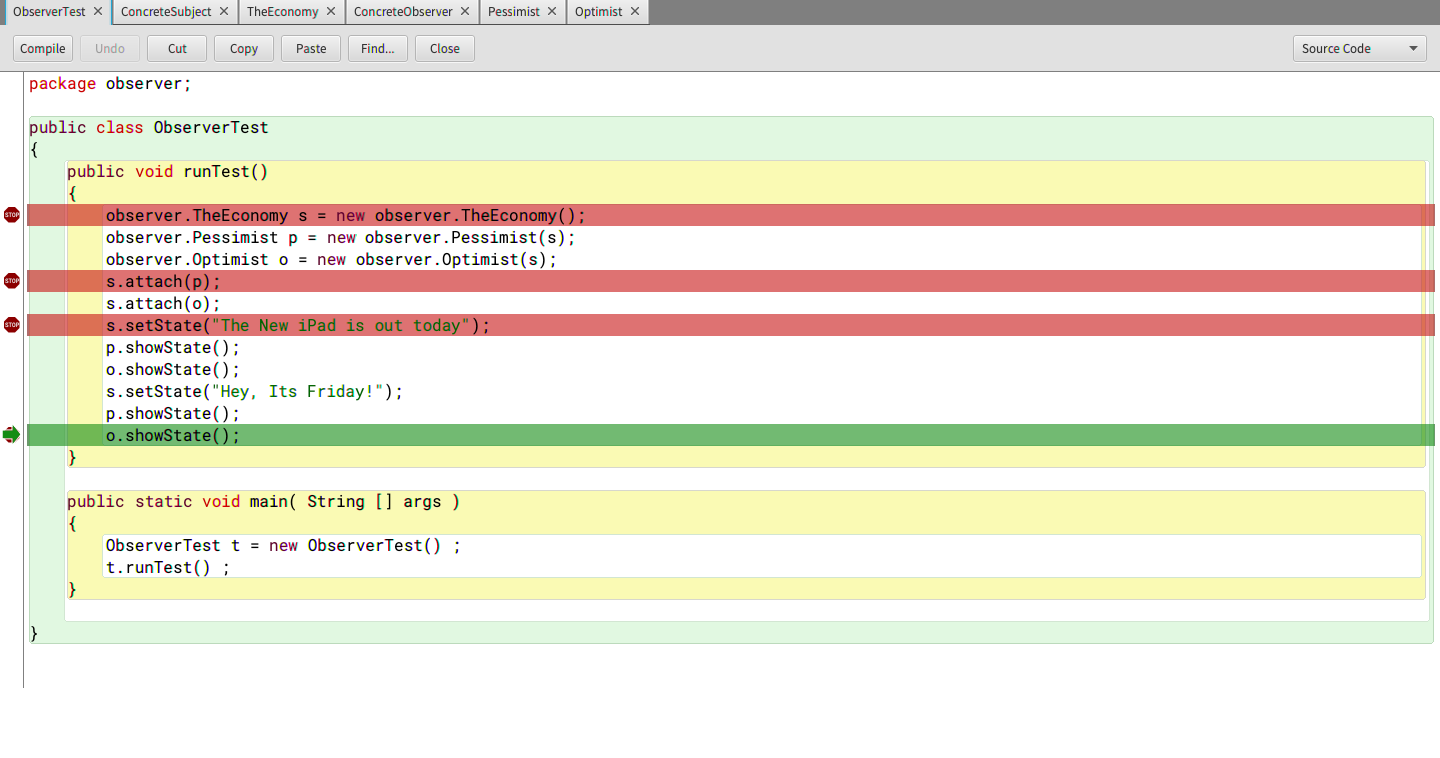 ObserverTest ConcreteSubject TheEconomy ConcreteObserver Pessimist Optimist
Compile Undo Cut Copy Paste Find... Close Source Code
package observer;
public class ObserverTest
{
public void runTest()
{
STOP observer.TheEconomy s = new observer.TheEconomy();
observer.Pessimist p = new observer.Pessimist(s);
observer.Optimist o = new observer.Optimist(s);
STOP s.attach(p);
s.attach(o);
STOP s.setState("The New iPad is out today");
p.showState();
o.showState();
s.setState("Hey, Its Friday!");
p.showState();
o.showState();
}
public static void main( String [] args )
{
ObserverTest t = new ObserverTest() ;
t.runTest() ;
}
}